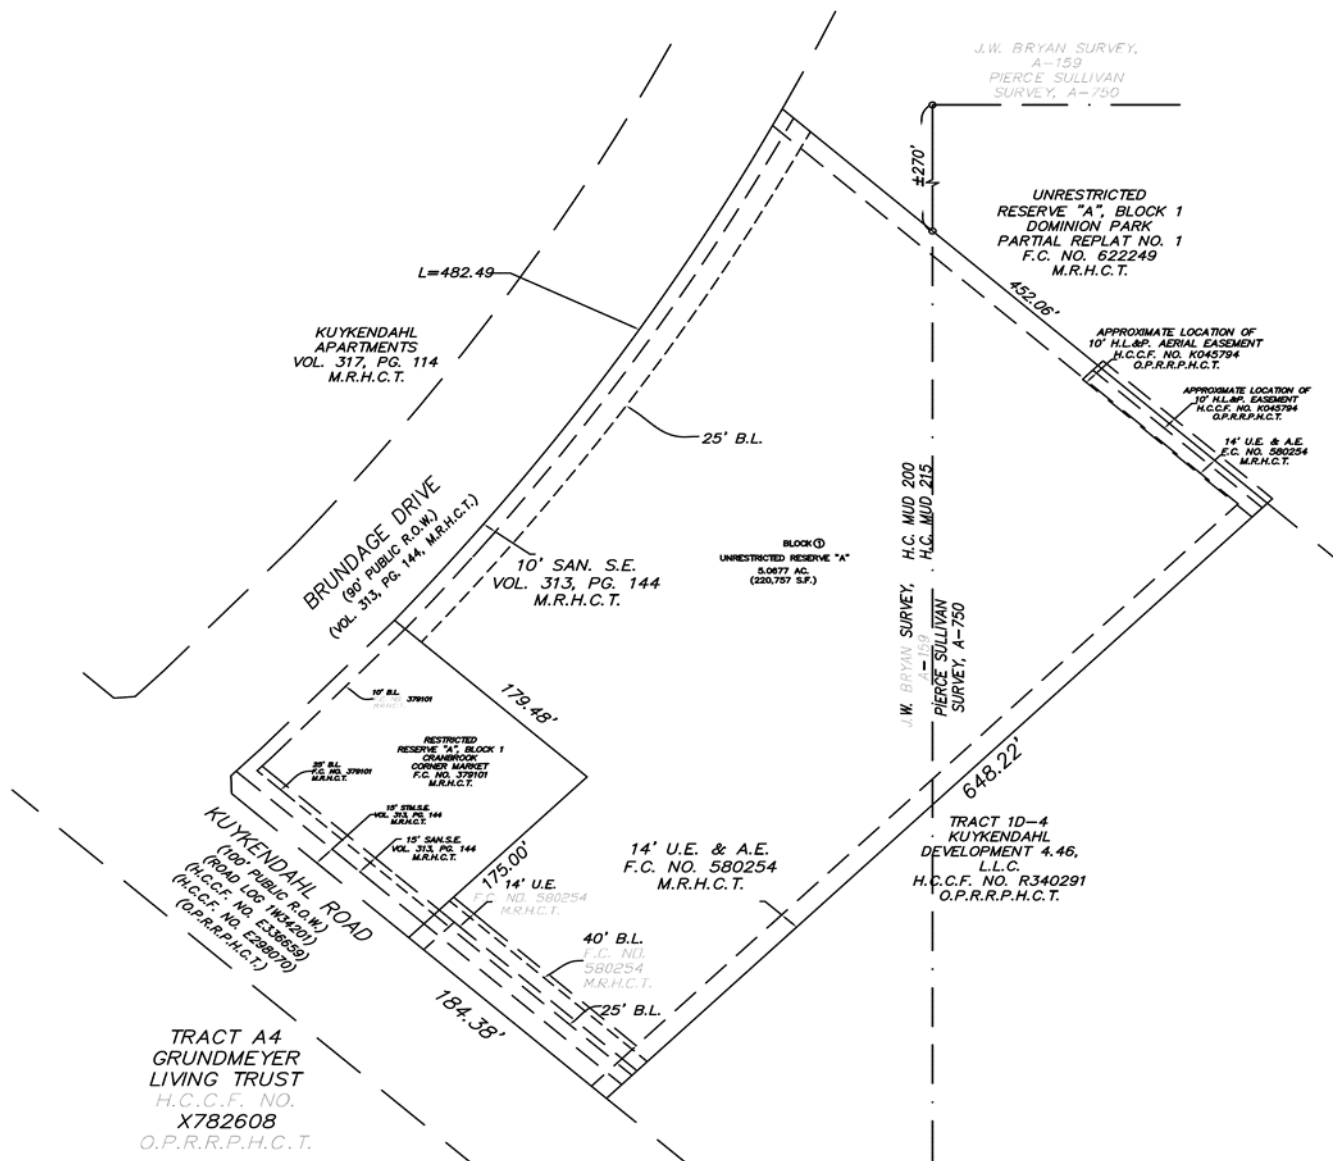 J.W. BRYAN SURVEY,
A-159
PIERCE SULLIVAN
SURVEY, A-750
±270'
UNRESTRICTED
RESERVE "A", BLOCK 1
DOMINION PARK
PARTIAL REPLAT NO. 1
F.C. NO. 622249
M.R.H.C.T.
L=482.49
452.06'
KUYKENDAHL
APARTMENTS
VOL. 317, PG. 114
M.R.H.C.T.
APPROXIMATE LOCATION OF
10' H.L.&P. AERIAL EASEMENT
H.C.C.F. NO. K045794
O.P.R.R.P.H.C.T.
APPROXIMATE LOCATION OF
10' H.L.&P. EASEMENT
H.C.C.F. NO. K045794
O.P.R.R.P.H.C.T.
25' B.L.
14' U.E. & A.E.
F.C. NO. 580254
M.R.H.C.T.
BRUNDAGE DRIVE
(90' PUBLIC R.O.W.)
(VOL. 313, PG. 144, M.R.H.C.T.)
H.C. MUD 200
H.C. MUD 215
BLOCK 1
UNRESTRICTED RESERVE "A"
5.0677 AC.
(220,757 S.F.)
10' SAN. S.E.
VOL. 313, PG. 144
M.R.H.C.T.
J.W. BRYAN SURVEY,
A-159
PIERCE SULLIVAN
SURVEY, A-750
179.48'
10' B.L.
F.C. NO. 379101
M.R.H.C.T.
RESTRICTED
RESERVE "A", BLOCK 1
CRANBROOK
CORNER MARKET
F.C. NO. 379101
M.R.H.C.T.
25' B.L.
F.C. NO. 379101
M.R.H.C.T.
648.22'
15' STM.S.E.
VOL. 313, PG. 144
M.R.H.C.T.
15' SAN.S.E.
VOL. 313, PG. 144
M.R.H.C.T.
KUYKENDAHL ROAD
(100' PUBLIC R.O.W.)
(ROAD LOG 1W34201)
(H.C.C.F. NO. E336659)
(H.C.C.F. NO. E298070)
(O.P.R.R.P.H.C.T.)
175.00'
14' U.E.
F.C. NO. 580254
M.R.H.C.T.
14' U.E. & A.E.
F.C. NO. 580254
M.R.H.C.T.
TRACT 1D-4
KUYKENDAHL
DEVELOPMENT 4.46,
L.L.C.
H.C.C.F. NO. R340291
O.P.R.R.P.H.C.T.
40' B.L.
F.C. NO.
580254
M.R.H.C.T.
184.38'
25' B.L.
TRACT A4
GRUNDMEYER
LIVING TRUST
H.C.C.F. NO.
X782608
O.P.R.R.P.H.C.T.